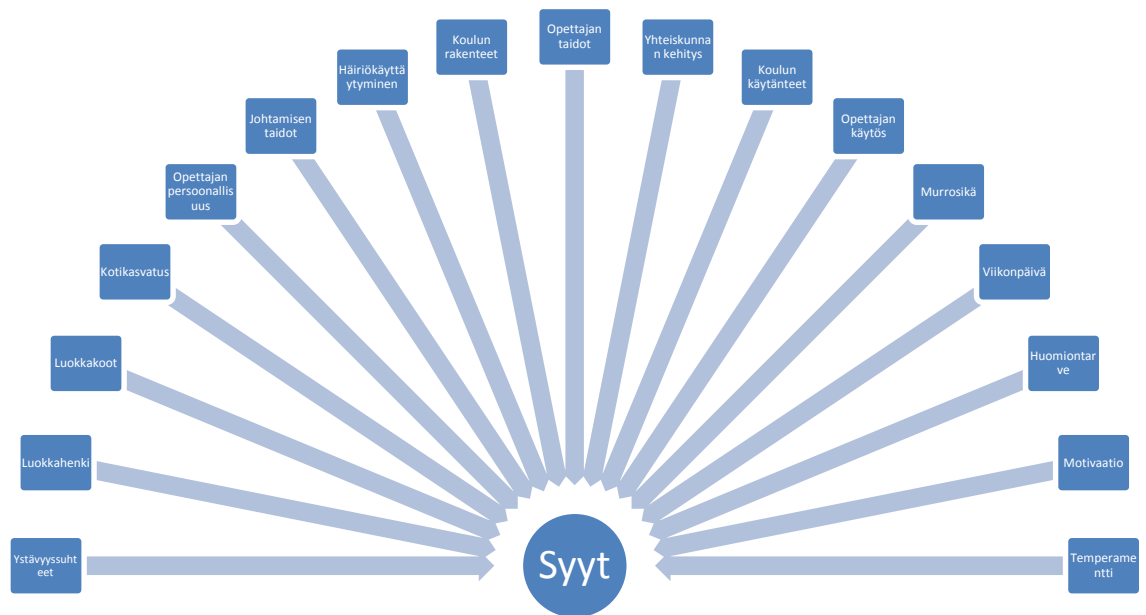 Ystävyyssuht
eet
Luokkahenki
Luokkakoot
Kotikasvatus
Opettajan
persoonallis
uus
Johtamisen
taidot
Häiriökäyttä
ytyminen
Koulun
rakenteet
Opettajan
taidot
Yhteiskunna
n kehitys
Koulun
käytänteet
Opettajan
käytös
Murrosikä
Viikonpäivä
Huomiontar
ve
Motivaatio
Temperame
ntti
Syyt